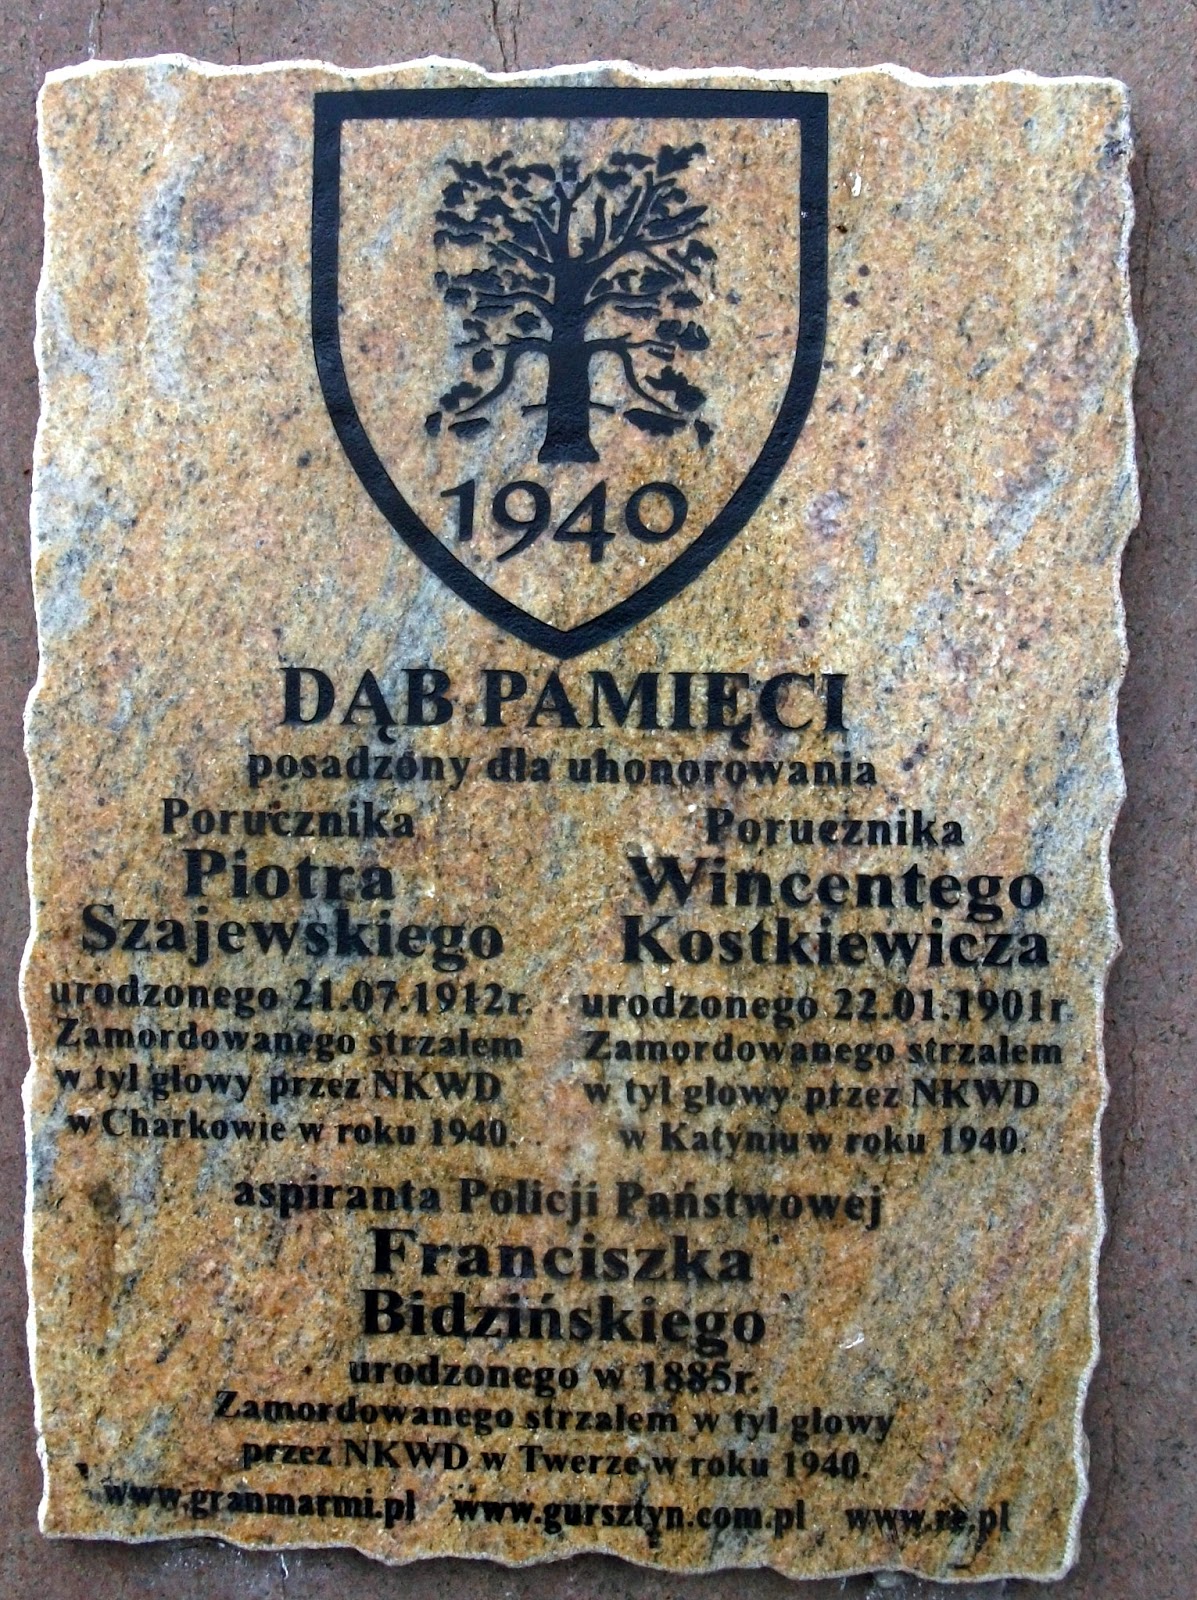 1940
DĄB PAMIĘCI
posadzony dla uhonorowania
Porucznika
Piotra
Szajewskiego
urodzonego 21.07.1912r.
Zamordowanego strzałem
w tył głowy przez NKWD
w Charkowie w roku 1940.
Porucznika
Wincentego
Kostkiewicza
urodzonego 22.01.1901r
Zamordowanego strzałem
w tył głowy przez NKWD
w Katyniu w roku 1940.
aspiranta Policji Państwowej
Franciszka
Bidzińskiego
urodzonego w 1885r.
Zamordowanego strzałem w tył głowy
przez NKWD w Twerze w roku 1940.
www.granmarmi.pl www.gursztyn.com.pl www.re.pl